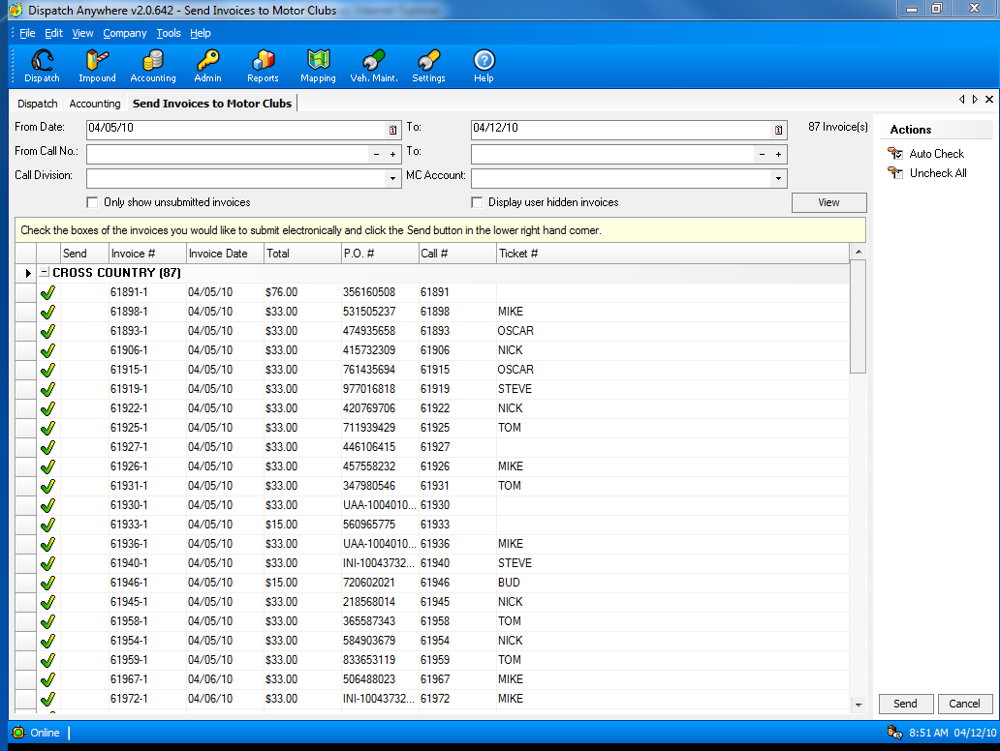 Dispatch Anywhere v2.0.642 - Send Invoices to Motor Clubs
File Edit View Company Tools Help
Dispatch Impound Accounting Admin Reports Mapping Veh. Maint. Settings Help
Dispatch Accounting Send Invoices to Motor Clubs
From Date: 04/05/10 To: 04/12/10 87 Invoice(s)
From Call No.: - + To: - +
Call Division: MC Account:
Only show unsubmitted invoices Display user hidden invoices View
Actions
Auto Check
Uncheck All
Check the boxes of the invoices you would like to submit electronically and click the Send button in the lower right hand corner.
Send Invoice # Invoice Date Total P.O. # Call # Ticket #
CROSS COUNTRY (87)
61891-1 04/05/10 $76.00 356160508 61891
61898-1 04/05/10 $33.00 531505237 61898 MIKE
61893-1 04/05/10 $33.00 474935658 61893 OSCAR
61906-1 04/05/10 $33.00 415732309 61906 NICK
61915-1 04/05/10 $33.00 761435694 61915 OSCAR
61919-1 04/05/10 $33.00 977016818 61919 STEVE
61922-1 04/05/10 $33.00 420769706 61922 NICK
61925-1 04/05/10 $33.00 711939429 61925 TOM
61927-1 04/05/10 $33.00 446106415 61927
61926-1 04/05/10 $33.00 457558232 61926 MIKE
61931-1 04/05/10 $33.00 347980546 61931 TOM
61930-1 04/05/10 $33.00 UAA-1004010... 61930
61933-1 04/05/10 $15.00 560965775 61933
61936-1 04/05/10 $33.00 UAA-1004010... 61936 MIKE
61940-1 04/05/10 $33.00 INI-10043732... 61940 STEVE
61946-1 04/05/10 $15.00 720602021 61946 BUD
61945-1 04/05/10 $33.00 218568014 61945 NICK
61958-1 04/05/10 $33.00 365587343 61958 TOM
61954-1 04/05/10 $33.00 584903679 61954 NICK
61959-1 04/05/10 $33.00 833653119 61959 TOM
61967-1 04/06/10 $33.00 506488023 61967 MIKE
61972-1 04/06/10 $33.00 INI-10043732... 61972 MIKE
Send Cancel
Online 8:51 AM 04/12/10